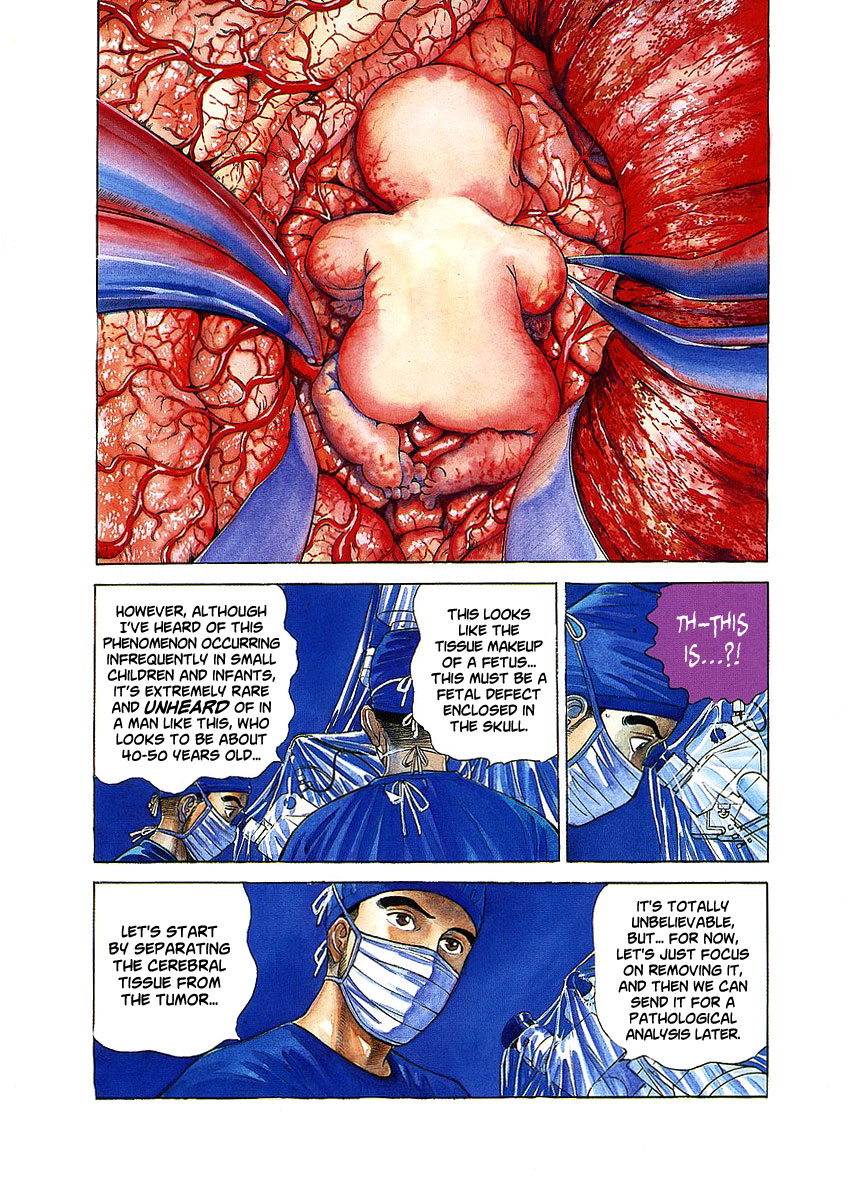 TH-THIS
IS...?!
THIS LOOKS
LIKE THE
TISSUE MAKEUP
OF A FETUS...
THIS MUST BE A
FETAL DEFECT
ENCLOSED IN
THE SKULL.
HOWEVER, ALTHOUGH
I'VE HEARD OF THIS
PHENOMENON OCCURRING
INFREQUENTLY IN SMALL
CHILDREN AND INFANTS,
IT'S EXTREMELY RARE
AND UNHEARD OF IN
A MAN LIKE THIS, WHO
LOOKS TO BE ABOUT
40-50 YEARS OLD...
IT'S TOTALLY
UNBELIEVABLE,
BUT... FOR NOW,
LET'S JUST FOCUS
ON REMOVING IT,
AND THEN WE CAN
SEND IT FOR A
PATHOLOGICAL
ANALYSIS LATER.
LET'S START
BY SEPARATING
THE CEREBRAL
TISSUE FROM
THE TUMOR...